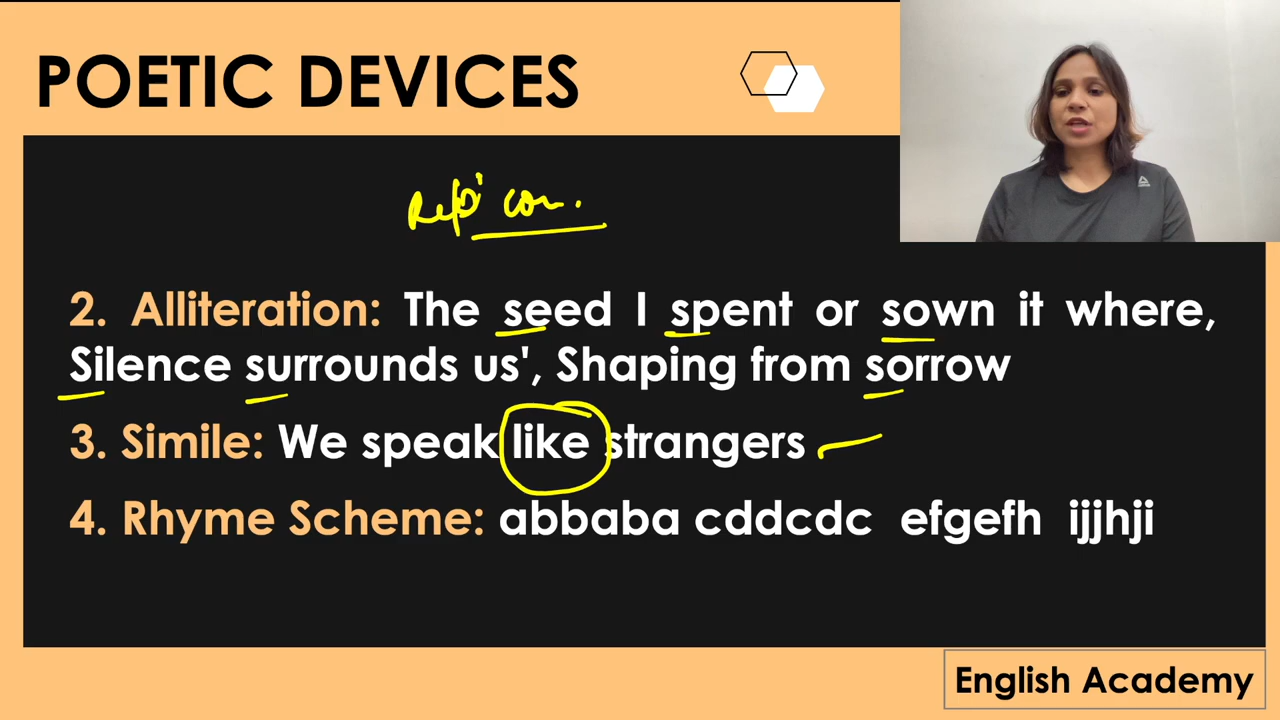 POETIC DEVICES
2. Alliteration: The seed I spent or sown it where,
Silence surrounds us', Shaping from sorrow
3. Simile: We speak like strangers
4. Rhyme Scheme: abbaba cddcdc efgefh ijjhji
English Academy